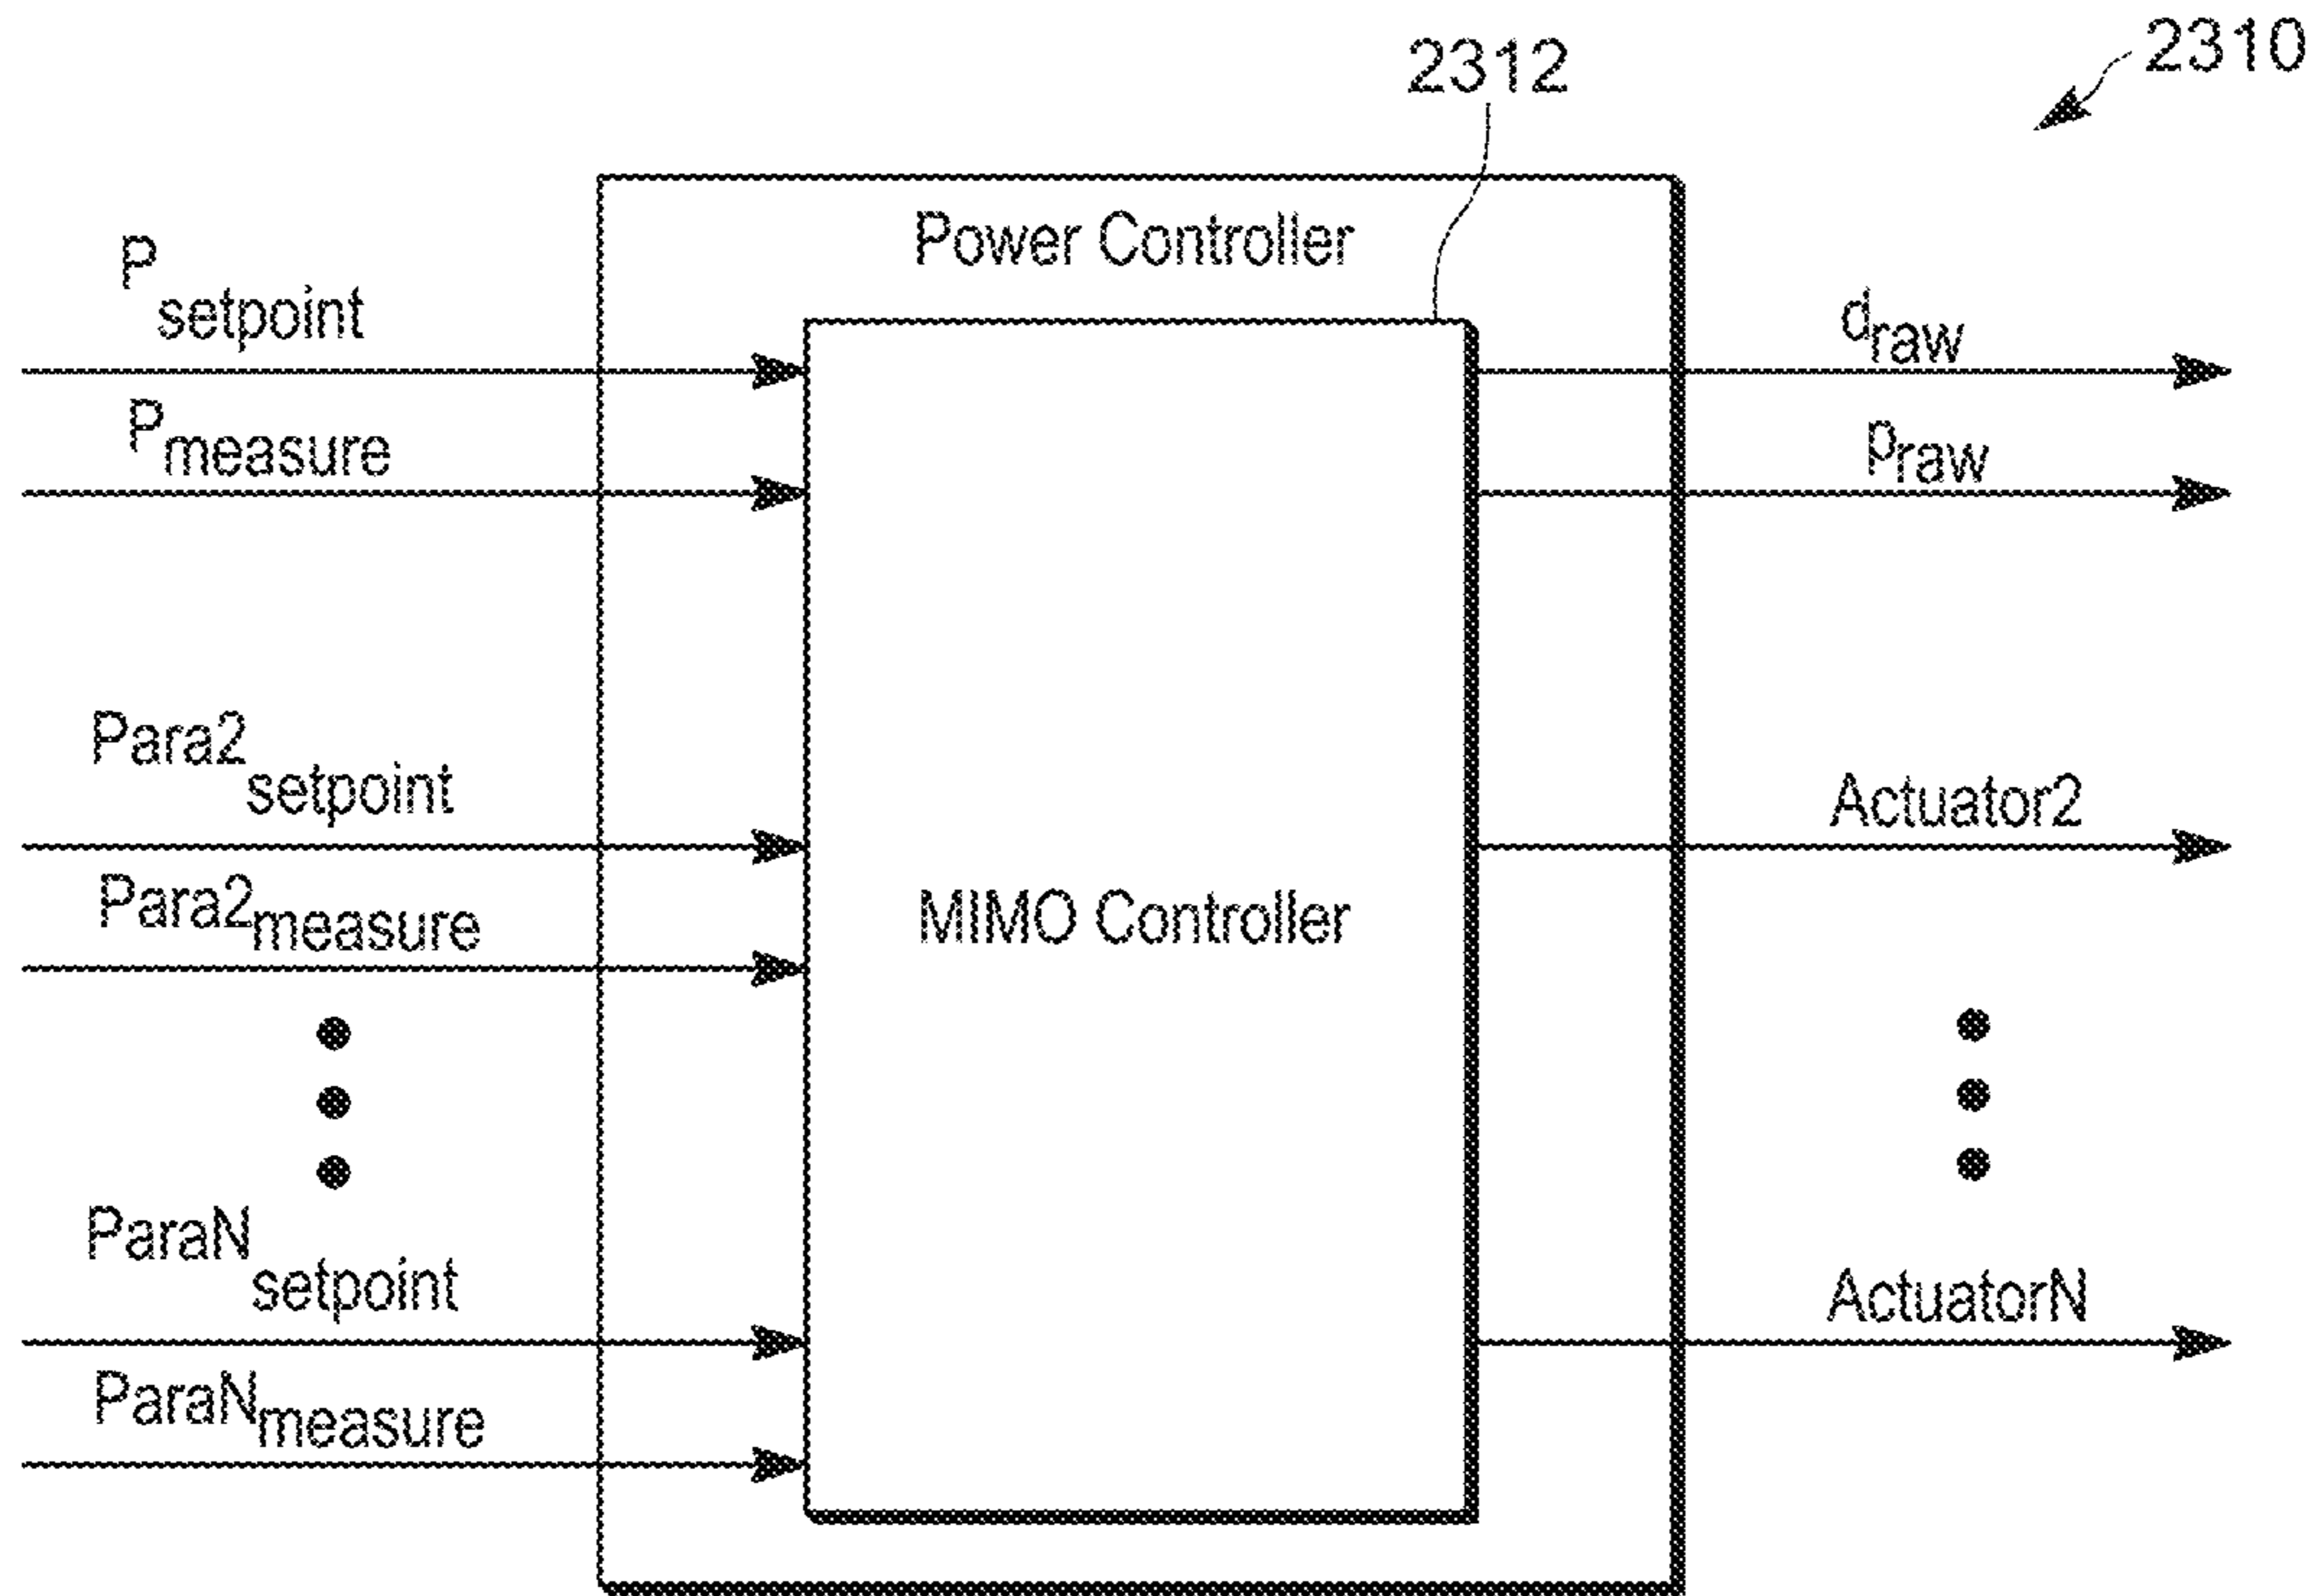 2310
2312
Power Controller
P setpoint
d raw
P measure
p raw
Para2 setpoint
Actuator2
Para2 measure
MIMO Controller
ParaN setpoint
ActuatorN
ParaN measure